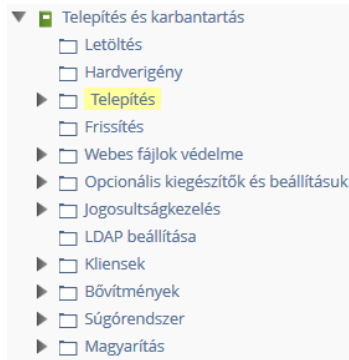 Telepítés és karbantartás
Letöltés
Hardverigény
Telepítés
Frissítés
Webes fájlok védelme
Opcionális kiegészítők és beállításuk
Jogosultságkezelés
LDAP beállítása
Kliensek
Bővítmények
Súgórendszer
Magyarítás